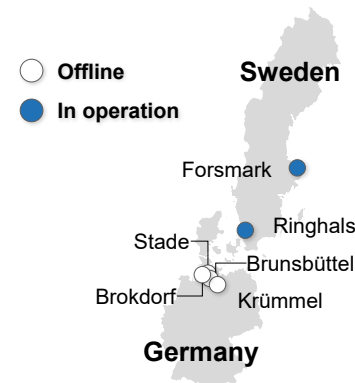 Offline
In operation
Sweden
Forsmark
Ringhals
Stade
Brunsbüttel
Brokdorf
Krümmel
Germany